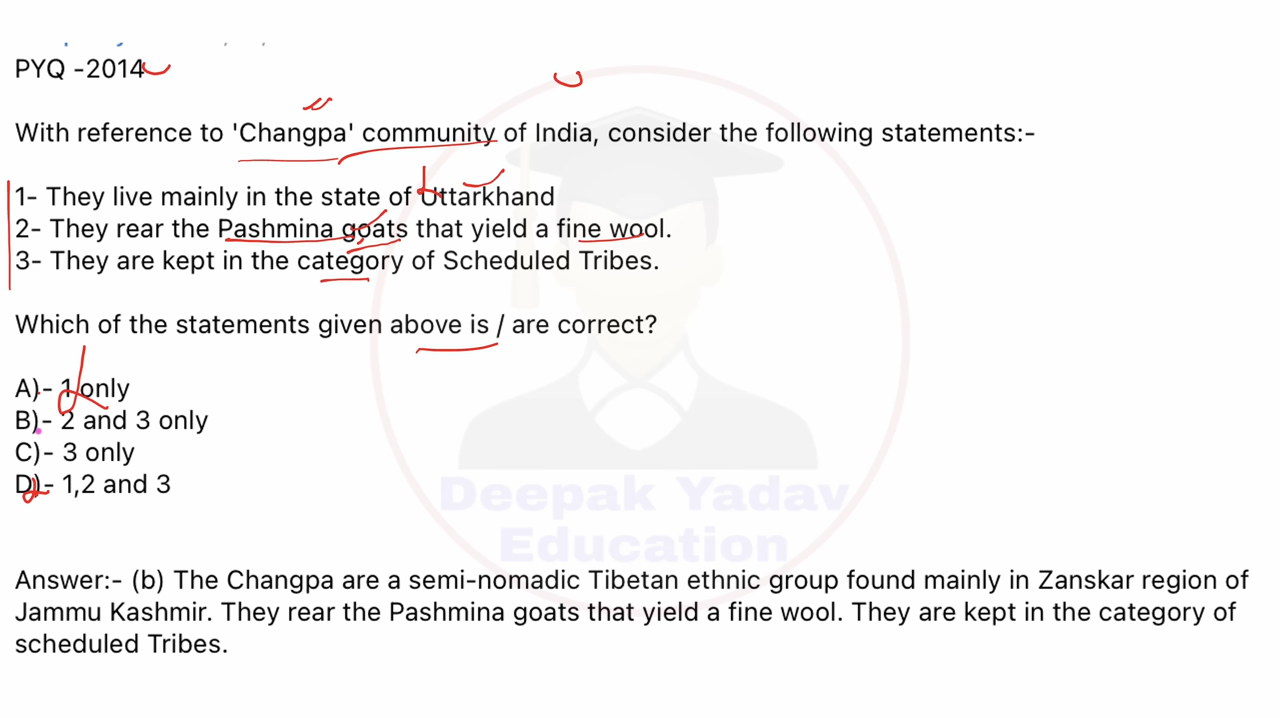 PYQ -2014
With reference to 'Changpa' community of India, consider the following statements:-
1- They live mainly in the state of Uttarkhand
2- They rear the Pashmina goats that yield a fine wool.
3- They are kept in the category of Scheduled Tribes.
Which of the statements given above is / are correct?
A)- 1 only
B)- 2 and 3 only
C)- 3 only
D)- 1,2 and 3
Deepak Yadav
Education
Answer:- (b) The Changpa are a semi-nomadic Tibetan ethnic group found mainly in Zanskar region of
Jammu Kashmir. They rear the Pashmina goats that yield a fine wool. They are kept in the category of
scheduled Tribes.